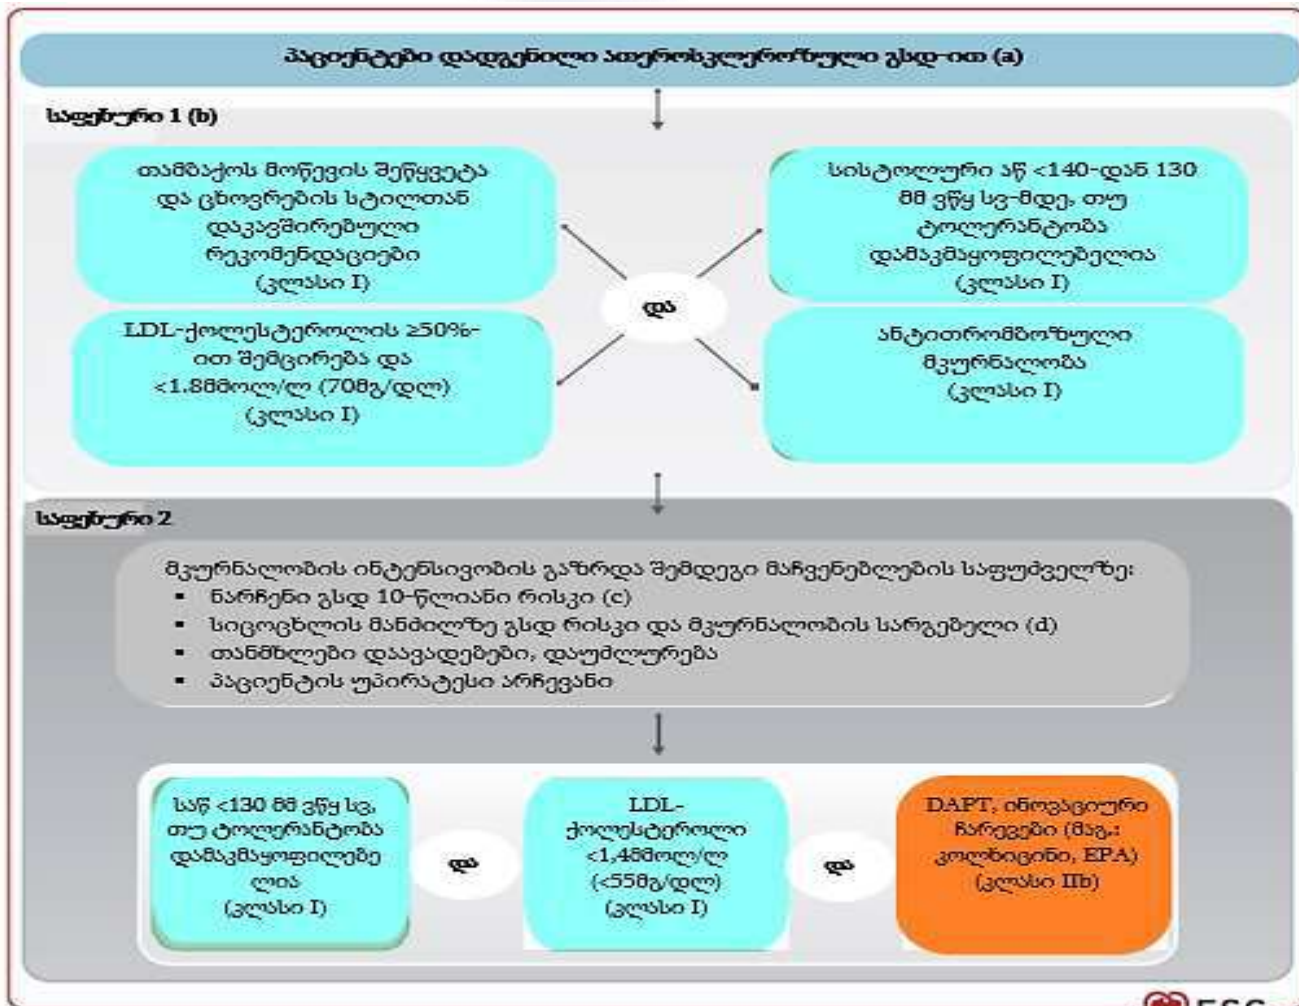 პაციენტები დადგენილი ათეროსკლეროზული გსდ-ით (a)
საფეხური 1 (b)
თამბაქოს მოწევის შეწყვეტა
და ცხოვრების სტილთან
დაკავშირებული
რეკომენდაციები
(კლასი I)
სისტოლური აწ <140-დან 130
მმ ვწყ სვ-მდე, თუ
ტოლერანტობა
დამაკმაყოფილებელია
(კლასი I)
და
LDL-ქოლესტეროლის ≥50%-
ით შემცირება და
<1.8მმოლ/ლ (70მგ/დლ)
(კლასი I)
ანტითრომბოზული
მკურნალობა
(კლასი I)
საფეხური 2
მკურნალობის ინტენსივობის გაზრდა შემდეგი მაჩვენებლების საფუძველზე:
▪ ნარჩენი გსდ 10-წლიანი რისკი (c)
▪ სიცოცხლის მანძილზე გსდ რისკი და მკურნალობის სარგებელი (d)
▪ თანმხლები დაავადებები, დაუძლურება
▪ პაციენტის უპირატესი არჩევანი
საწ <130 მმ ვწყ სვ,
თუ ტოლერანტობა
დამაკმაყოფილებე
ლია
(კლასი I)
და
LDL-
ქოლესტეროლი
<1,4მმოლ/ლ
(<55მგ/დლ)
(კლასი I)
და
DAPT, ინოვაციური
ჩარევები (მაგ.:
კოლხიცინი, EPA)
(კლასი IIb)
ESC